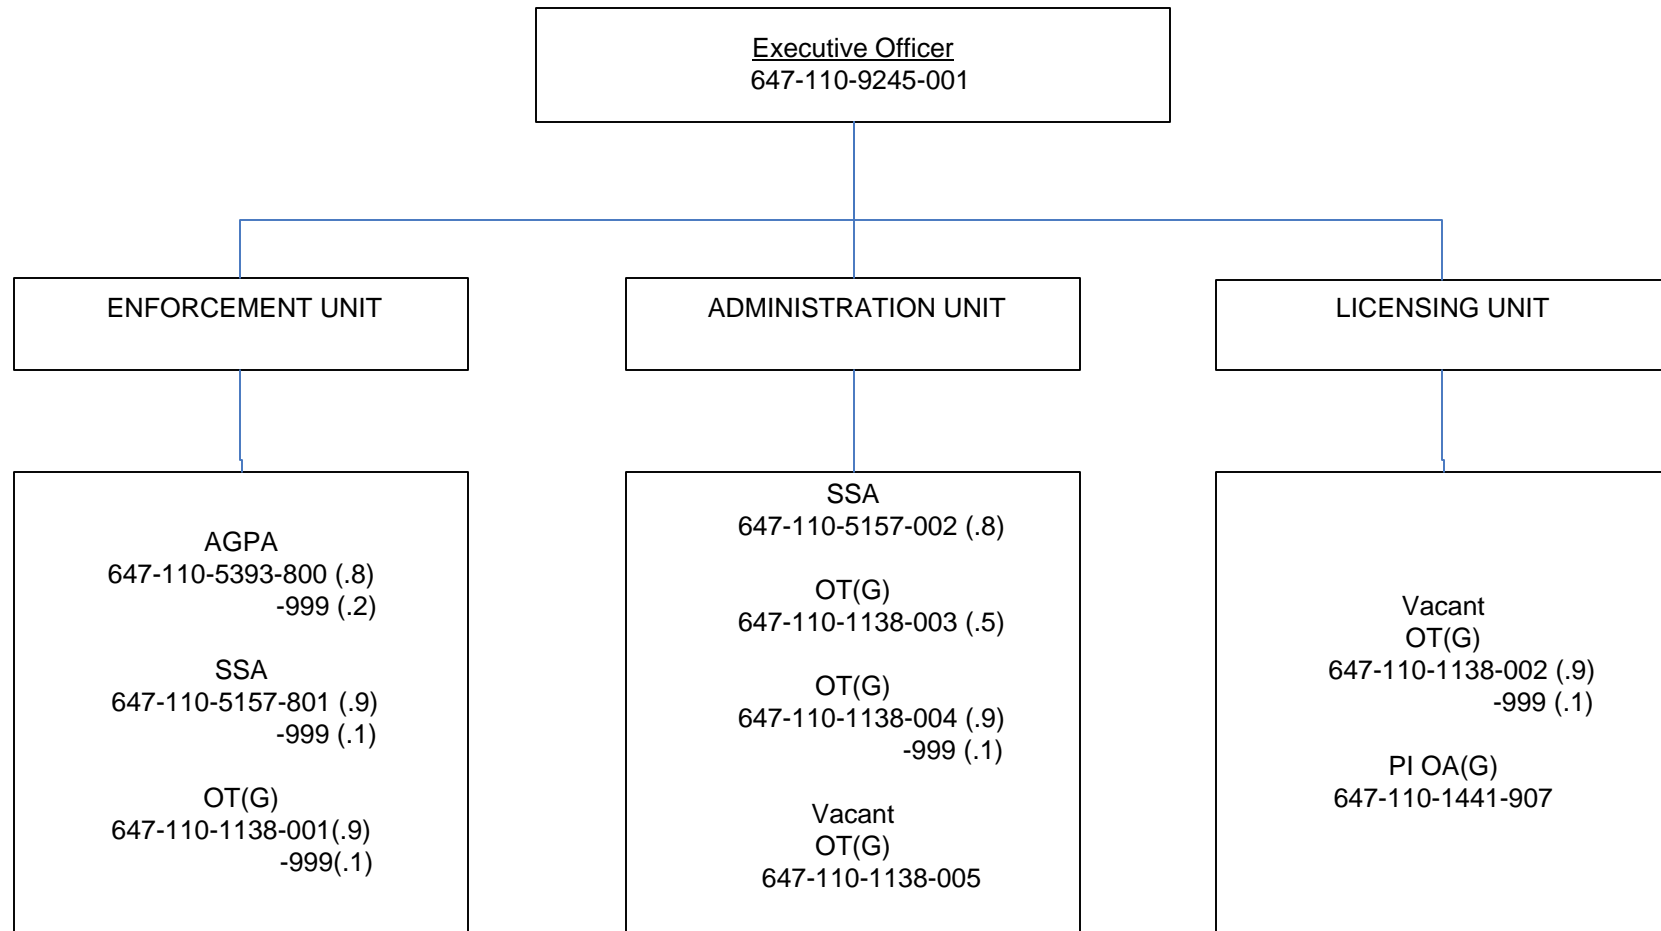 Executive Officer
647-110-9245-001
ENFORCEMENT UNIT
ADMINISTRATION UNIT
LICENSING UNIT
AGPA
647-110-5393-800 (.8)
-999 (.2)
SSA
647-110-5157-801 (.9)
-999 (.1)
OT(G)
647-110-1138-001(.9)
-999(.1)
SSA
647-110-5157-002 (.8)
OT(G)
647-110-1138-003 (.5)
OT(G)
647-110-1138-004 (.9)
-999 (.1)
Vacant
OT(G)
647-110-1138-005
Vacant
OT(G)
647-110-1138-002 (.9)
-999 (.1)
PI OA(G)
647-110-1441-907